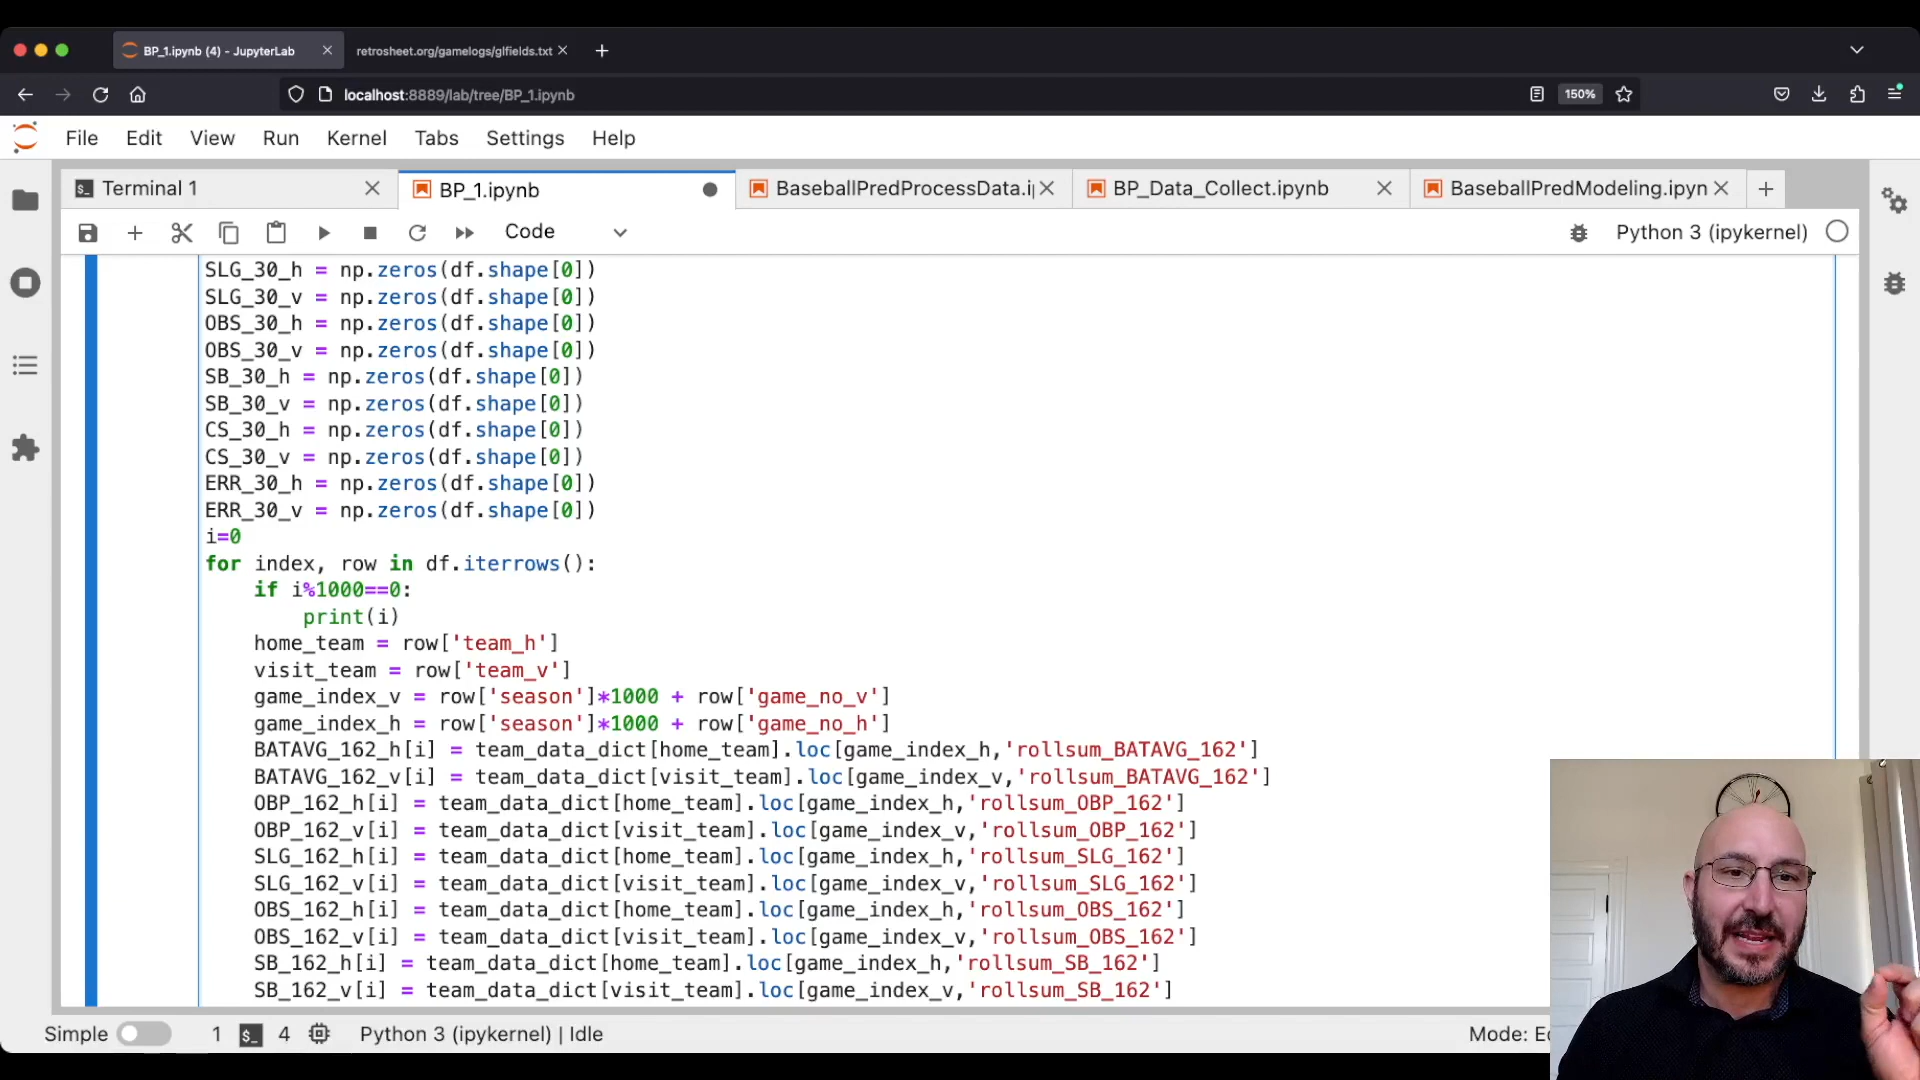 BP_1.ipynb (4) - JupyterLab
retrosheet.org/gamelogs/glfields.txt
localhost:8889/lab/tree/BP_1.ipynb
150%
File Edit View Run Kernel Tabs Settings Help
Terminal 1
BP_1.ipynb
BaseballPredProcessData.i
BP_Data_Collect.ipynb
BaseballPredModeling.ipyn
Code
Python 3 (ipykernel)
SLG_30_h = np.zeros(df.shape[0])
SLG_30_v = np.zeros(df.shape[0])
OBS_30_h = np.zeros(df.shape[0])
OBS_30_v = np.zeros(df.shape[0])
SB_30_h = np.zeros(df.shape[0])
SB_30_v = np.zeros(df.shape[0])
CS_30_h = np.zeros(df.shape[0])
CS_30_v = np.zeros(df.shape[0])
ERR_30_h = np.zeros(df.shape[0])
ERR_30_v = np.zeros(df.shape[0])
i=0
for index, row in df.iterrows():
    if i%1000==0:
        print(i)
    home_team = row['team_h']
    visit_team = row['team_v']
    game_index_v = row['season']*1000 + row['game_no_v']
    game_index_h = row['season']*1000 + row['game_no_h']
    BATAVG_162_h[i] = team_data_dict[home_team].loc[game_index_h,'rollsum_BATAVG_162']
    BATAVG_162_v[i] = team_data_dict[visit_team].loc[game_index_v,'rollsum_BATAVG_162']
    OBP_162_h[i] = team_data_dict[home_team].loc[game_index_h,'rollsum_OBP_162']
    OBP_162_v[i] = team_data_dict[visit_team].loc[game_index_v,'rollsum_OBP_162']
    SLG_162_h[i] = team_data_dict[home_team].loc[game_index_h,'rollsum_SLG_162']
    SLG_162_v[i] = team_data_dict[visit_team].loc[game_index_v,'rollsum_SLG_162']
    OBS_162_h[i] = team_data_dict[home_team].loc[game_index_h,'rollsum_OBS_162']
    OBS_162_v[i] = team_data_dict[visit_team].loc[game_index_v,'rollsum_OBS_162']
    SB_162_h[i] = team_data_dict[home_team].loc[game_index_h,'rollsum_SB_162']
    SB_162_v[i] = team_data_dict[visit_team].loc[game_index_v,'rollsum_SB_162']
Simple 1 $_ 4 Python 3 (ipykernel) | Idle Mode: Ed